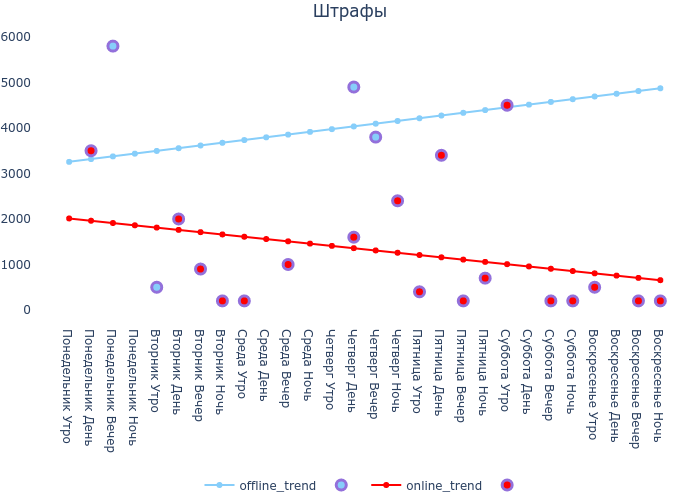 Штрафы
6000
5000
4000
3000
2000
1000
0
Понедельник Утро
Понедельник День
Понедельник Вечер
Понедельник Ночь
Вторник Утро
Вторник День
Вторник Вечер
Вторник Ночь
Среда Утро
Среда День
Среда Вечер
Среда Ночь
Четверг Утро
Четверг День
Четверг Вечер
Четверг Ночь
Пятница Утро
Пятница День
Пятница Вечер
Пятница Ночь
Суббота Утро
Суббота День
Суббота Вечер
Суббота Ночь
Воскресенье Утро
Воскресенье День
Воскресенье Вечер
Воскресенье Ночь
offline_trend online_trend